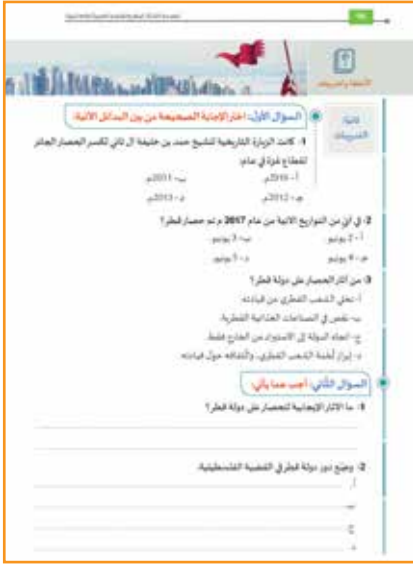 الأسئلة والتدريبات
السؤال الأول: اختر الإجابة الصحيحة من بين البدائل الآتية:
1- كانت الزيارة التاريخية للشيخ حمد بن خليفة آل ثاني لكسر الحصار الجائر
لقطاع غزة في عام:
أ- 2010م. ب- 2011م.
ج- 2012م. د- 2013م.
2- في أي من التواريخ الآتية من عام 2017 م تم حصار قطر؟
أ- 2 يونيو. ب- 3 يونيو.
ج- 4 يونيو. د- 5 يونيو.
3- من آثار الحصار على دولة قطر؟
أ- تخلي الشعب القطري عن قيادته.
ب- نقص في الصناعات الغذائية القطرية.
ج- اتجاه الدولة إلى الاستيراد من الخارج فقط.
د- إبراز لُحمة الشعب القطري، والتفافه حول قيادته.
السؤال الثاني: أجب عما يأتي:
1- ما الآثار الإيجابية للحصار على دولة قطر؟
2- وضّح دور دولة قطر في القضية الفلسطينية.
أ.
ب.
ج.
د.